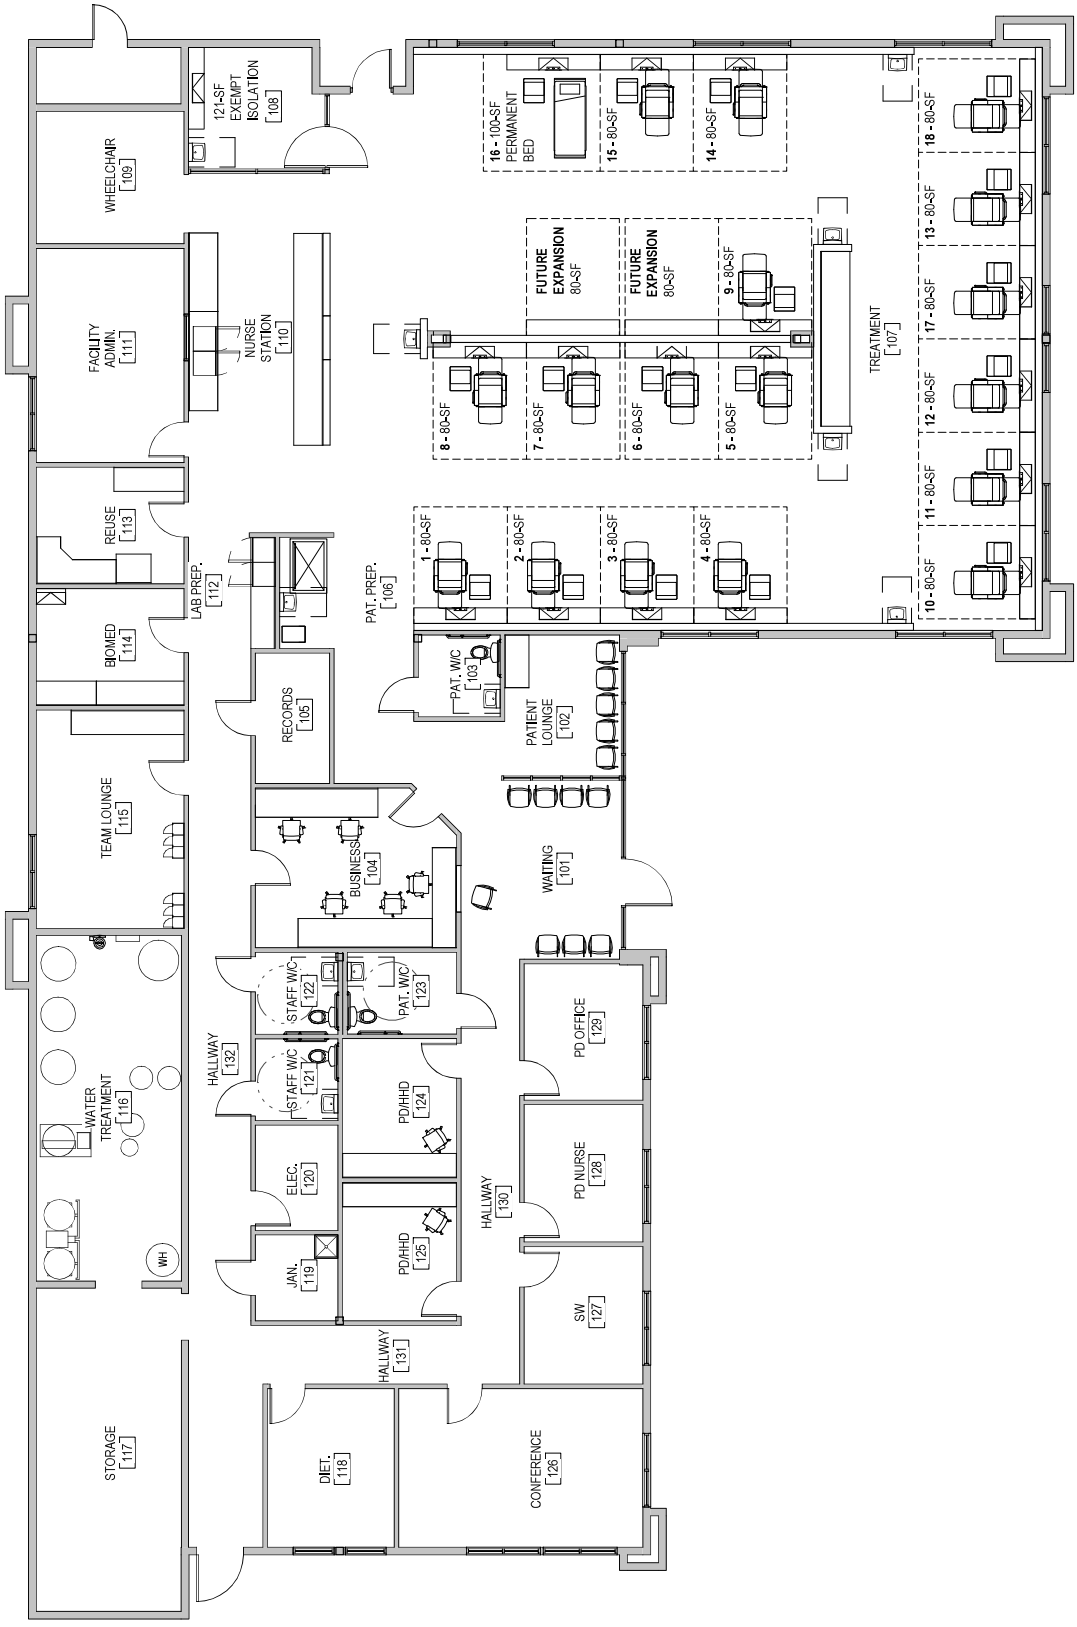 121-SF
EXEMPT
ISOLATION
108
WHEELCHAIR
109
FACILITY
ADMIN.
111
NURSE
STATION
110
REUSE
113
LAB PREP.
112
BIOMED
114
TEAM LOUNGE
115
WATER
TREATMENT
116
WH
STORAGE
117
16 - 100-SF
PERMANENT
BED
15 - 80-SF
14 - 80-SF
18 - 80-SF
13 - 80-SF
17 - 80-SF
12 - 80-SF
11 - 80-SF
10 - 80-SF
FUTURE
EXPANSION
80-SF
FUTURE
EXPANSION
80-SF
9 - 80-SF
8 - 80-SF
7 - 80-SF
6 - 80-SF
5 - 80-SF
TREATMENT
107
1 - 80-SF
2 - 80-SF
3 - 80-SF
4 - 80-SF
PAT. PREP.
106
PAT. W/C
103
PATIENT
LOUNGE
102
RECORDS
105
BUSINESS
104
WAITING
101
STAFF W/C
122
PAT. W/C
123
HALLWAY
132
STAFF W/C
121
PD/HHD
124
ELEC.
120
PD/HHD
125
JAN.
119
HALLWAY
130
HALLWAY
131
PD OFFICE
129
PD NURSE
128
SW
127
DIET.
118
CONFERENCE
126